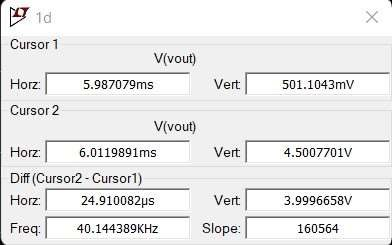 1d
Cursor 1
V(vout)
Horz: 5.987079ms Vert: 501.1043mV
Cursor 2
V(vout)
Horz: 6.0119891ms Vert: 4.5007701V
Diff (Cursor2 - Cursor1)
Horz: 24.910082µs Vert: 3.9996658V
Freq: 40.144389KHz Slope: 160564